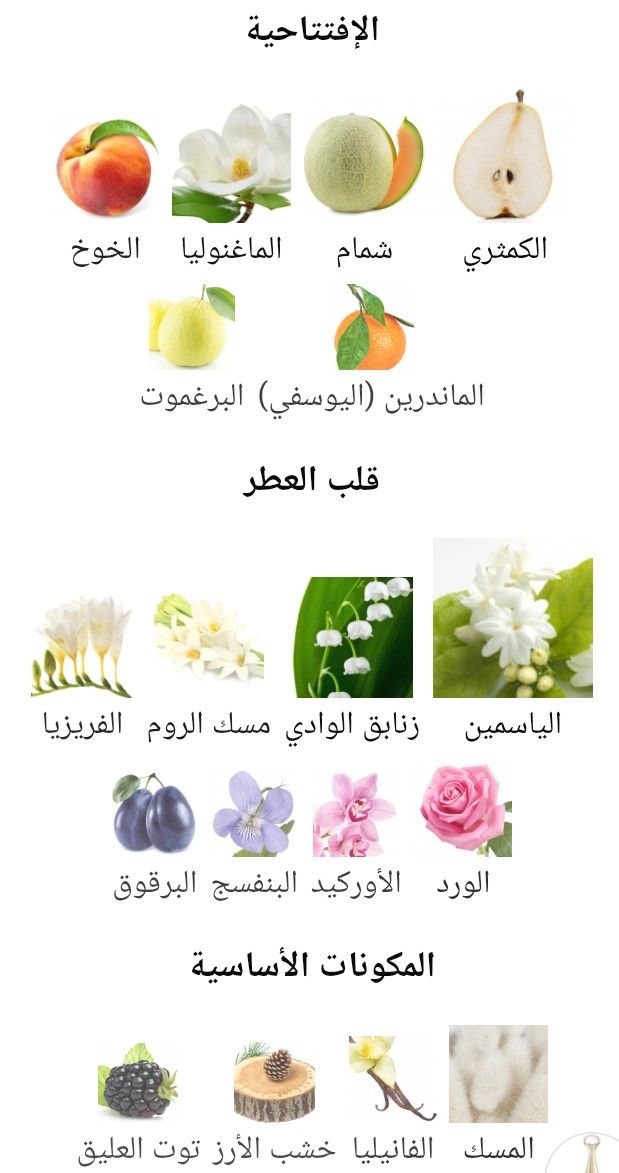 الإفتتاحية
الكمثري شمام الماغنوليا الخوخ
الماندرين (اليوسفي) البرغموت
قلب العطر
الياسمين زنابق الوادي مسك الروم الفريزيا
الورد الأوركيد البنفسج البرقوق
المكونات الأساسية
المسك الفانيليا خشب الأرز توت العليق